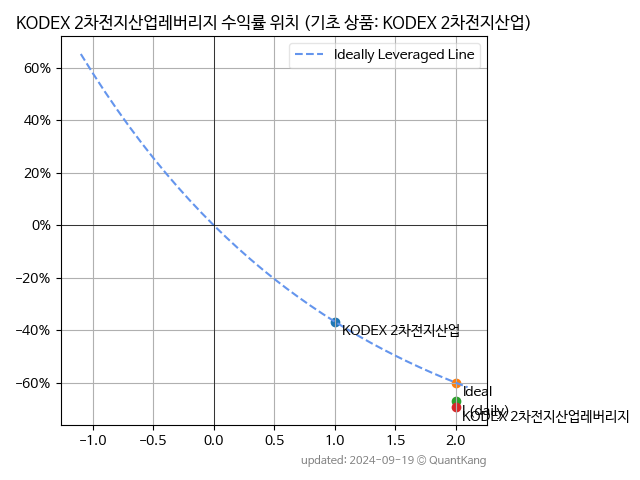 KODEX 2차전지산업레버리지 수익률 위치 (기초 상품: KODEX 2차전지산업)
Ideally Leveraged Line
60%
40%
20%
0%
−20%
−40%
−60%
KODEX 2차전지산업
Ideal
(daily)
KODEX 2차전지산업레버리지
−1.0 −0.5 0.0 0.5 1.0 1.5 2.0
updated: 2024-09-19 © QuantKang